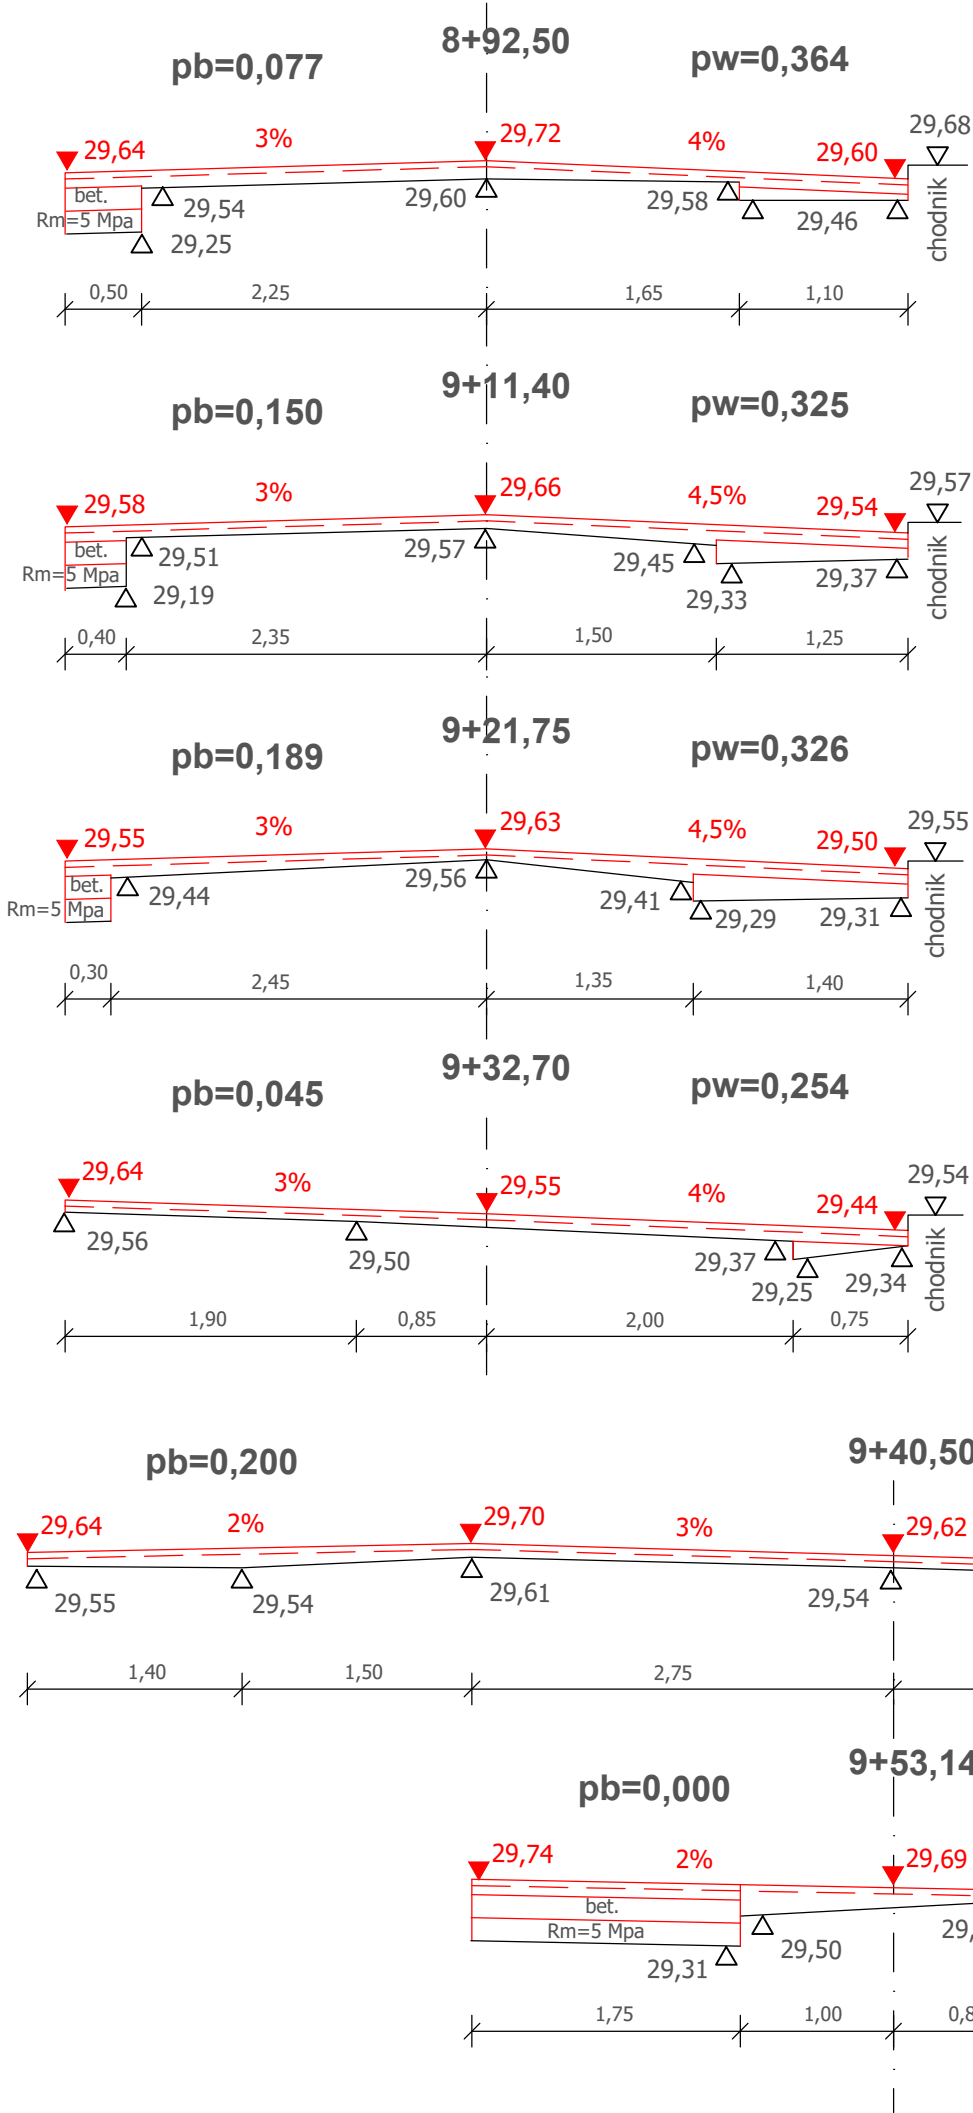 8+92,50
pb=0,077 pw=0,364
29,64 3% 29,72 4% 29,60 29,68
bet.
Rm=5 Mpa
29,54 29,60 29,58 29,46
29,25
chodnik
0,50 2,25 1,65 1,10
9+11,40
pb=0,150 pw=0,325
29,58 3% 29,66 4,5% 29,54 29,57
bet.
Rm=5 Mpa
29,51 29,57 29,45 29,37
29,19 29,33
chodnik
0,40 2,35 1,50 1,25
9+21,75
pb=0,189 pw=0,326
29,55 3% 29,63 4,5% 29,50 29,55
bet.
Rm=5 Mpa
29,44 29,56 29,41 29,29 29,31
chodnik
0,30 2,45 1,35 1,40
9+32,70
pb=0,045 pw=0,254
29,64 3% 29,55 4% 29,44 29,54
29,56 29,50 29,37 29,25 29,34
chodnik
1,90 0,85 2,00 0,75
pb=0,200 9+40,50
29,64 2% 29,70 3% 29,62
29,55 29,54 29,61 29,54
1,40 1,50 2,75
9+53,14
pb=0,000
29,74 2% 29,69
bet.
Rm=5 Mpa
29,50 29,
29,31
1,75 1,00 0,8